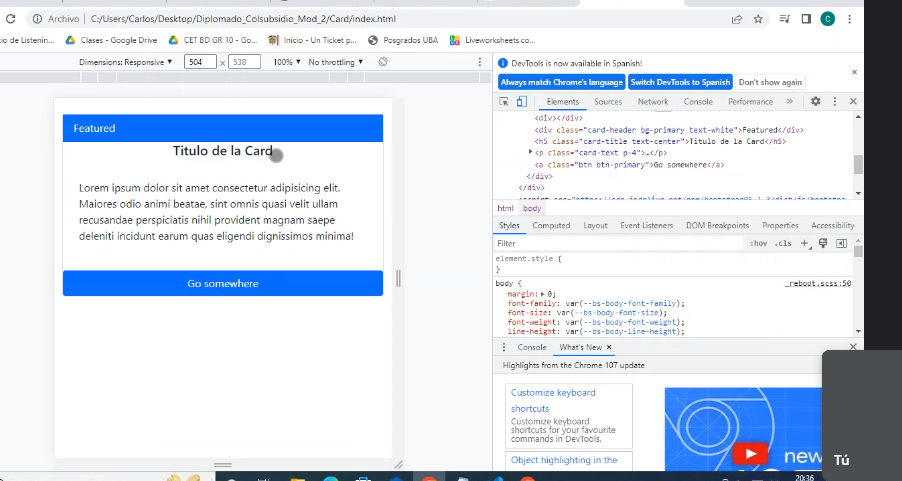 Archivo | C:/Users/Carlos/Desktop/Diplomado_Colsubsidio_Mod_2/Card/index.html
C
io de Listenin...
Clases - Google Drive
CET BD GR 10 - Go...
Inicio - Un Ticket p...
Posgrados UBA
Liveworksheets.co...
Dimensions: Responsive ▼ 504 × 538 100% ▼ No throttling ▼
Featured
Titulo de la Card
Lorem ipsum dolor sit amet consectetur adipisicing elit.
Maiores odio animi beatae, sint omnis quasi velit ullam
recusandae perspiciatis nihil provident magnam saepe
deleniti incidunt earum quas eligendi dignissimos minima!
Go somewhere
DevTools is now available in Spanish!
Always match Chrome's language
Switch DevTools to Spanish
Don't show again
Elements Sources Network Console Performance »
<div></div>
<div class="card-header bg-primary text-white">Featured</div>
<h5 class="card-title text-center">Titulo de la Card</h5>
<p class="card-text p-4">…</p>
<a class="btn btn-primary">Go somewhere</a>
</div>
</div>
html body
Styles Computed Layout Event Listeners DOM Breakpoints Properties Accessibility
Filter :hov .cls +
element.style {
}
body { _reboot.scss:50
margin: ▶ 0;
font-family: var(--bs-body-font-family);
font-size: var(--bs-body-font-size);
font-weight: var(--bs-body-font-weight);
line-height: var(--bs-body-line-height);
Console What's New ×
Highlights from the Chrome 107 update
Customize keyboard
shortcuts
Customize keyboard
shortcuts for your favourite
commands in DevTools.
Object highlighting in the
new
Tú
20:36